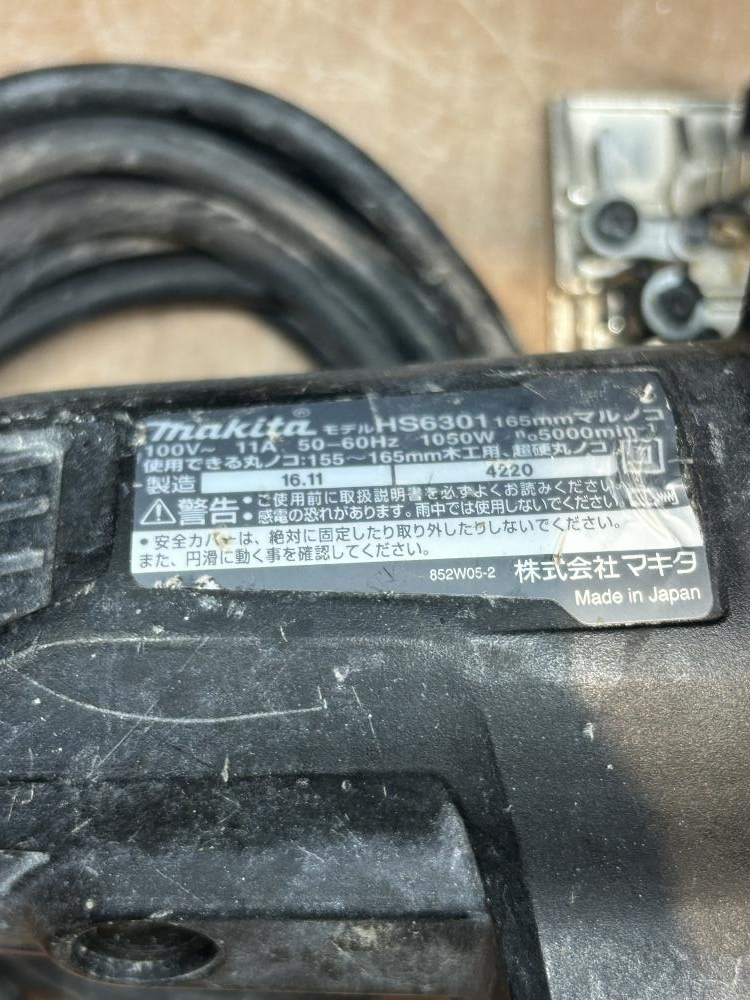 makita® モデル HS6301 165mmマルノコ
100V~ 11A 50-60Hz 1050W n₀5000min⁻¹
使用できる丸ノコ:155~165mm木工用、超硬丸ノコ
製造 16.11 4220
⚠警告: ご使用前に取扱説明書を必ずよくお読みください
感電の恐れがあります。雨中では使用しないでください
・安全カバーは、絶対に固定したり取り外したりしないでください。
また、円滑に動く事を確認してください。
852W05-2 株式会社 マキタ
Made in Japan